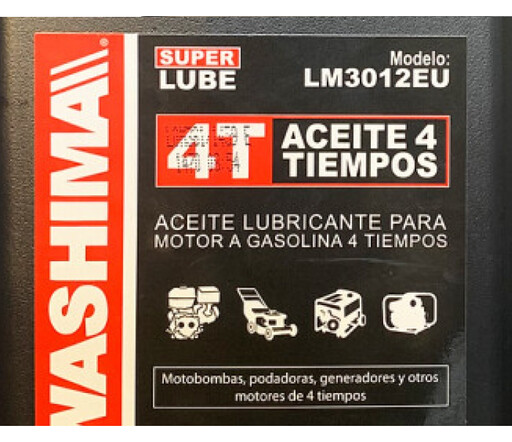 WASHIMA
SUPER
LUBE
Modelo:
LM3012EU
4T
ACEITE 4
TIEMPOS
ACEITE LUBRICANTE PARA
MOTOR A GASOLINA 4 TIEMPOS
Motobombas, podadoras, generadores y otros
motores de 4 tiempos